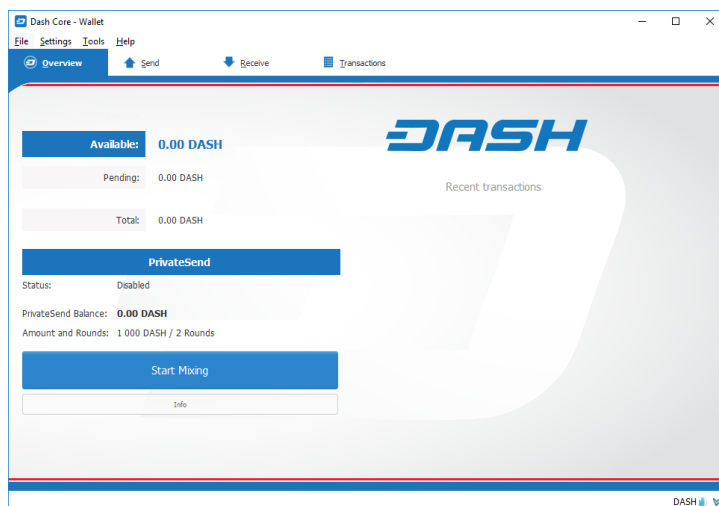 Dash Core - Wallet
File Settings Tools Help
Overview Send Receive Transactions
DASH
Available: 0.00 DASH
Pending: 0.00 DASH
Recent transactions
Total: 0.00 DASH
PrivateSend
Status: Disabled
PrivateSend Balance: 0.00 DASH
Amount and Rounds: 1 000 DASH / 2 Rounds
Start Mixing
Info
DASH